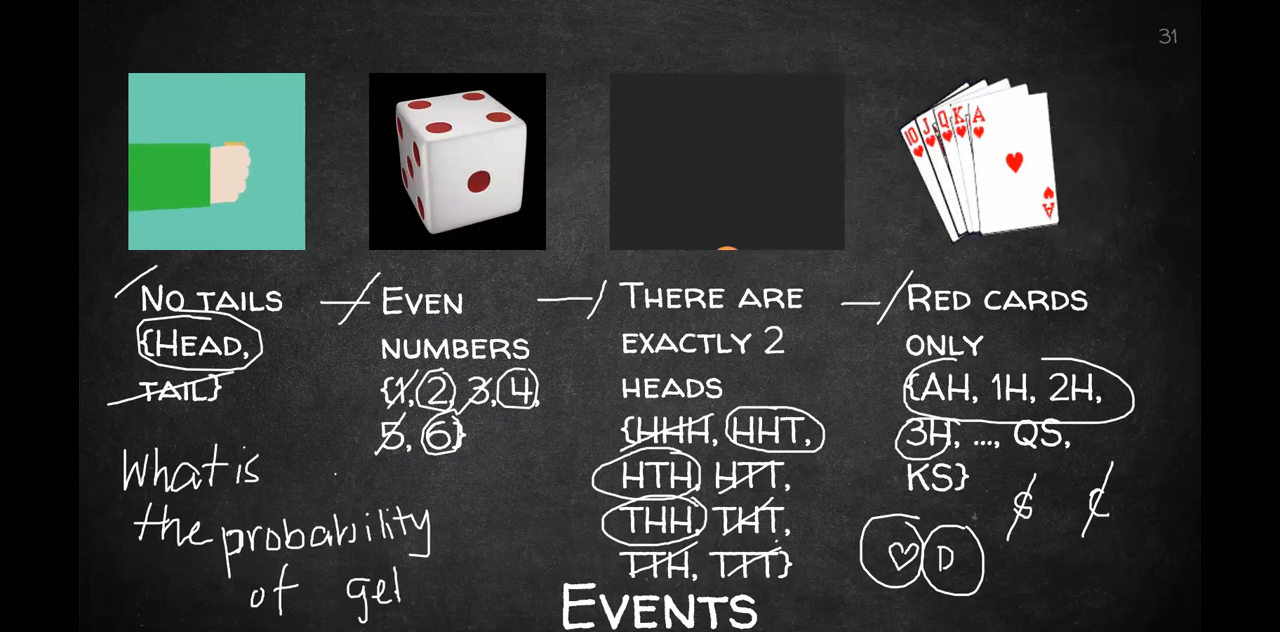 31
NO TAILS
{HEAD,
TAIL}
EVEN
NUMBERS
{1, 2, 3, 4,
5, 6}
THERE ARE
EXACTLY 2
HEADS
{HHH, HHT,
HTH, HTT,
THH, THT,
TTH, TTT}
RED CARDS
ONLY
{AH, 1H, 2H,
3H, ..., QS,
KS}
What is
the probability
of get
10 J Q K A
A
S C
♡ D
EVENTS